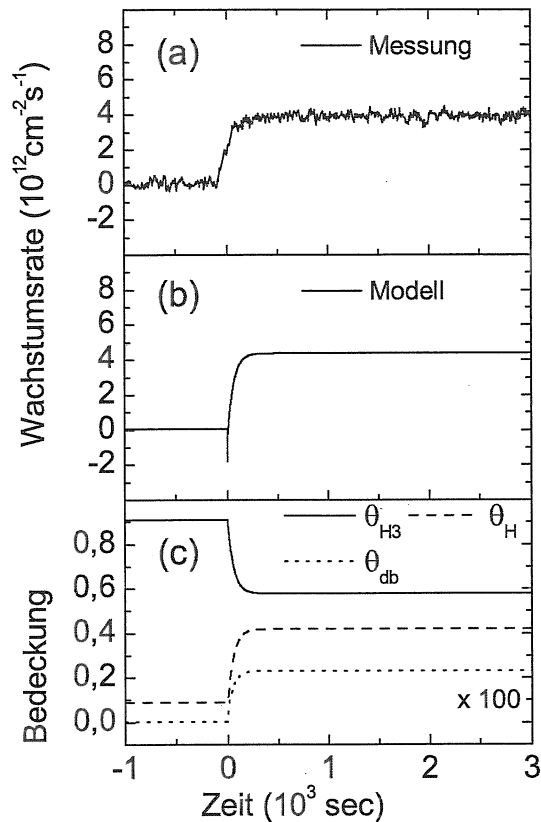 Wachstumsrate (10¹²cm⁻²s⁻¹)
(a)
Messung
8
6
4
2
0
-2
(b)
Modell
8
6
4
2
0
-2
Bedeckung
(c)
θH3
θH
θdb
x 100
0,8
0,6
0,4
0,2
0,0
-1 0 1 2 3
Zeit (10³ sec)